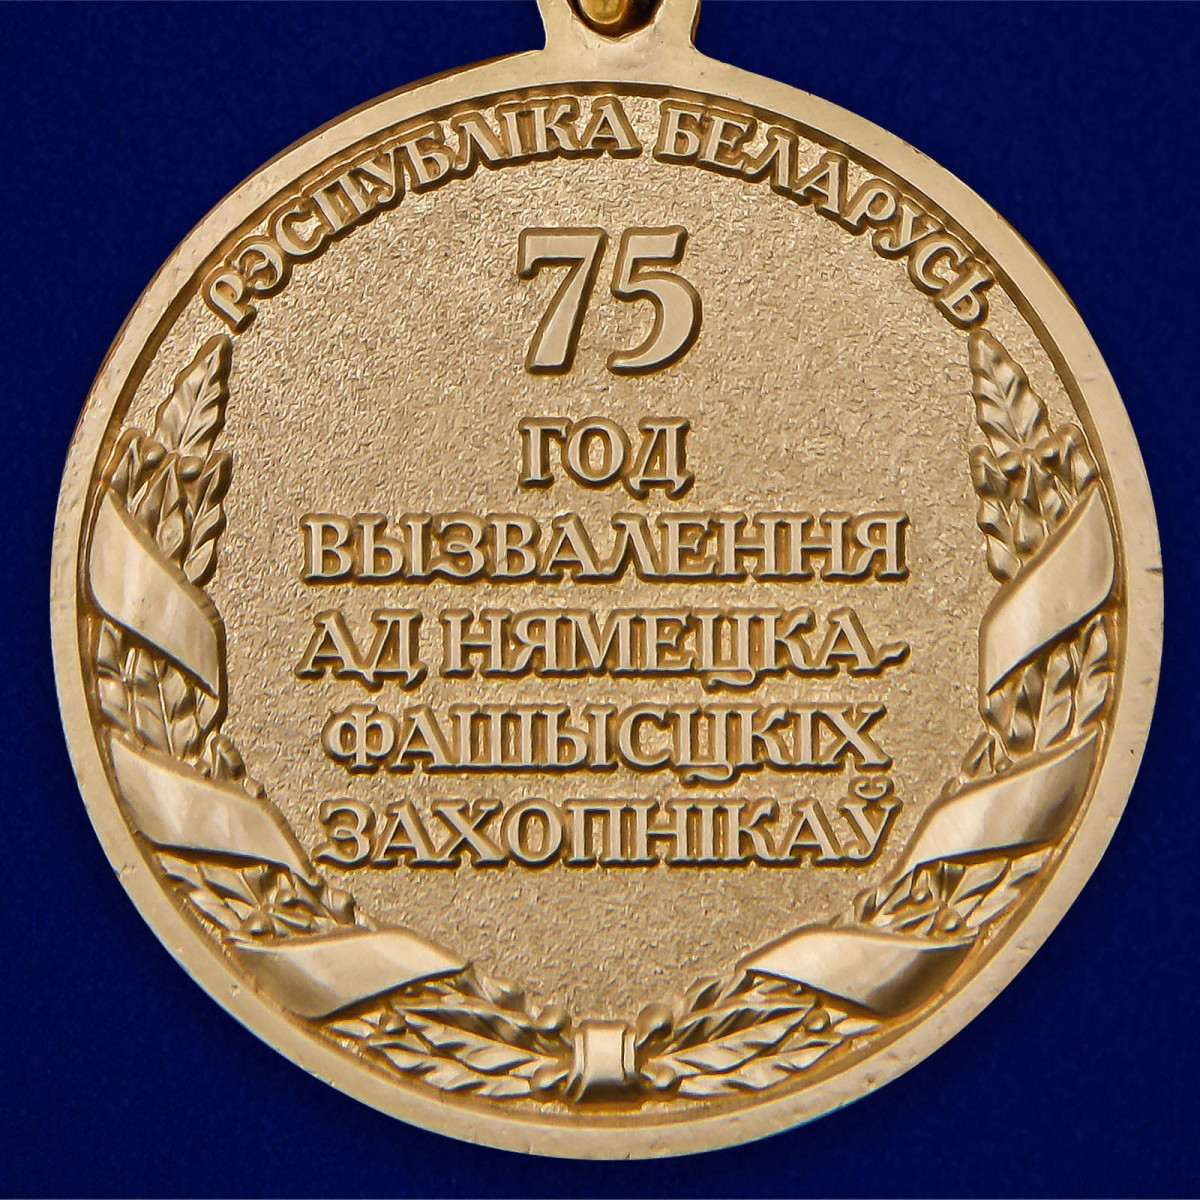 РЭСПУБЛІКА БЕЛАРУСЬ
75
ГОД
ВЫЗВАЛЕННЯ
АД НЯМЕЦКА-
ФАШЫСЦКІХ
ЗАХОПНІКАЎ